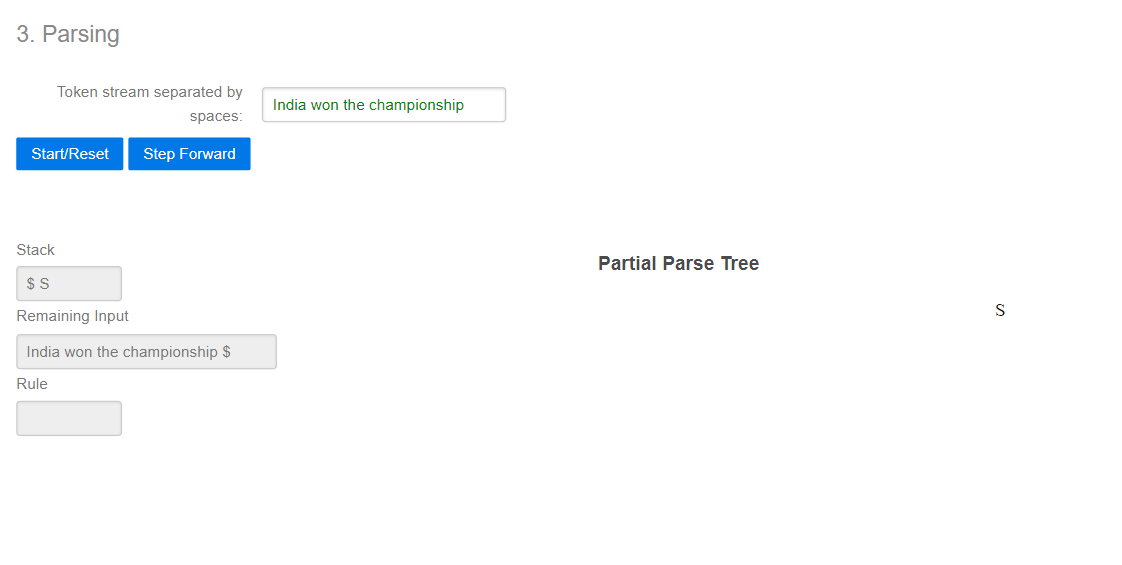 3. Parsing
Token stream separated by
spaces:
India won the championship
Start/Reset
Step Forward
Stack
$ S
Remaining Input
India won the championship $
Rule
Partial Parse Tree
S